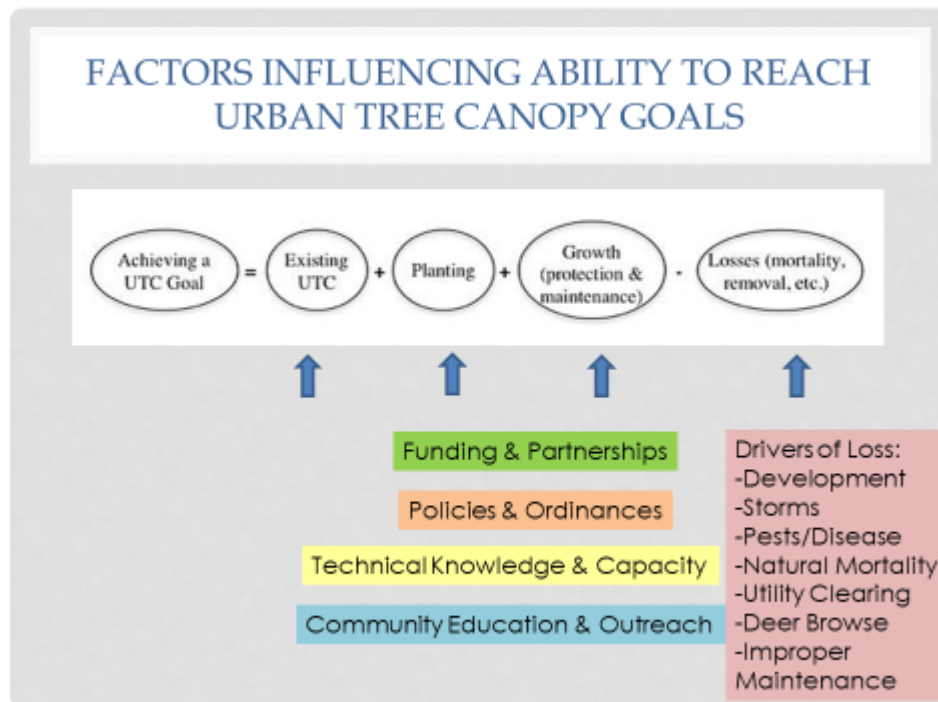 FACTORS INFLUENCING ABILITY TO REACH
URBAN TREE CANOPY GOALS
Achieving a
UTC Goal
=
Existing
UTC
+
Planting
+
Growth
(protection &
maintenance)
-
Losses (mortality,
removal, etc.)
Funding & Partnerships
Policies & Ordinances
Technical Knowledge & Capacity
Community Education & Outreach
Drivers of Loss:
-Development
-Storms
-Pests/Disease
-Natural Mortality
-Utility Clearing
-Deer Browse
-Improper
Maintenance